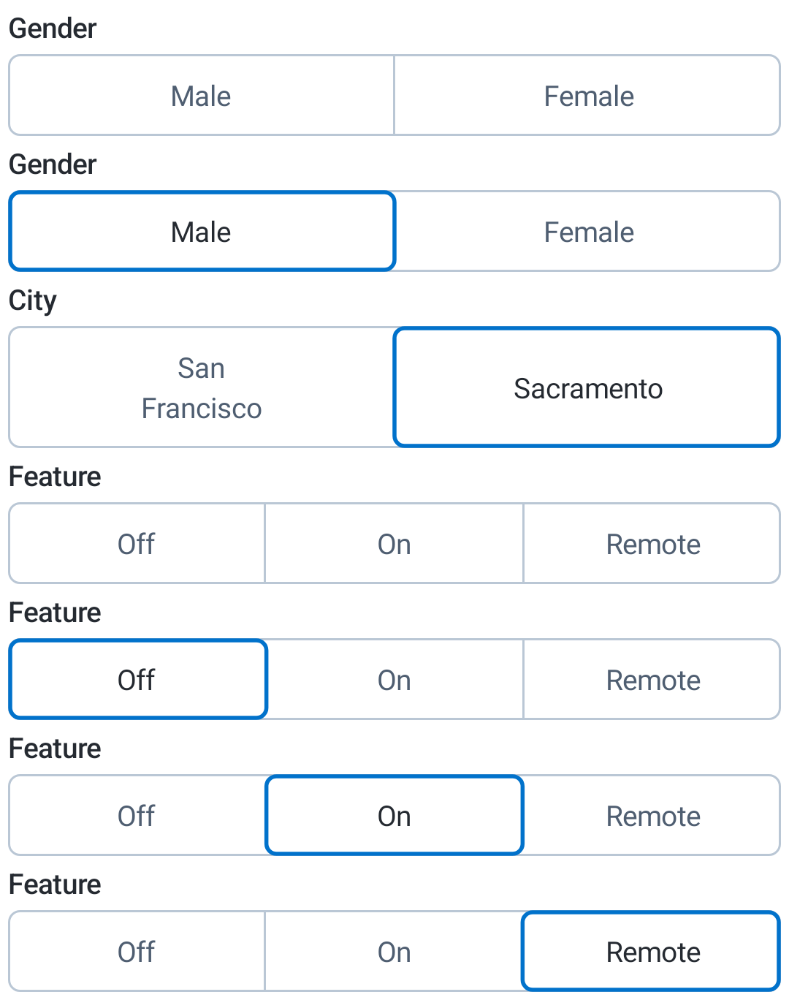 Gender
Male Female
Gender
Male Female
City
San
Francisco
Sacramento
Feature
Off On Remote
Feature
Off On Remote
Feature
Off On Remote
Feature
Off On Remote